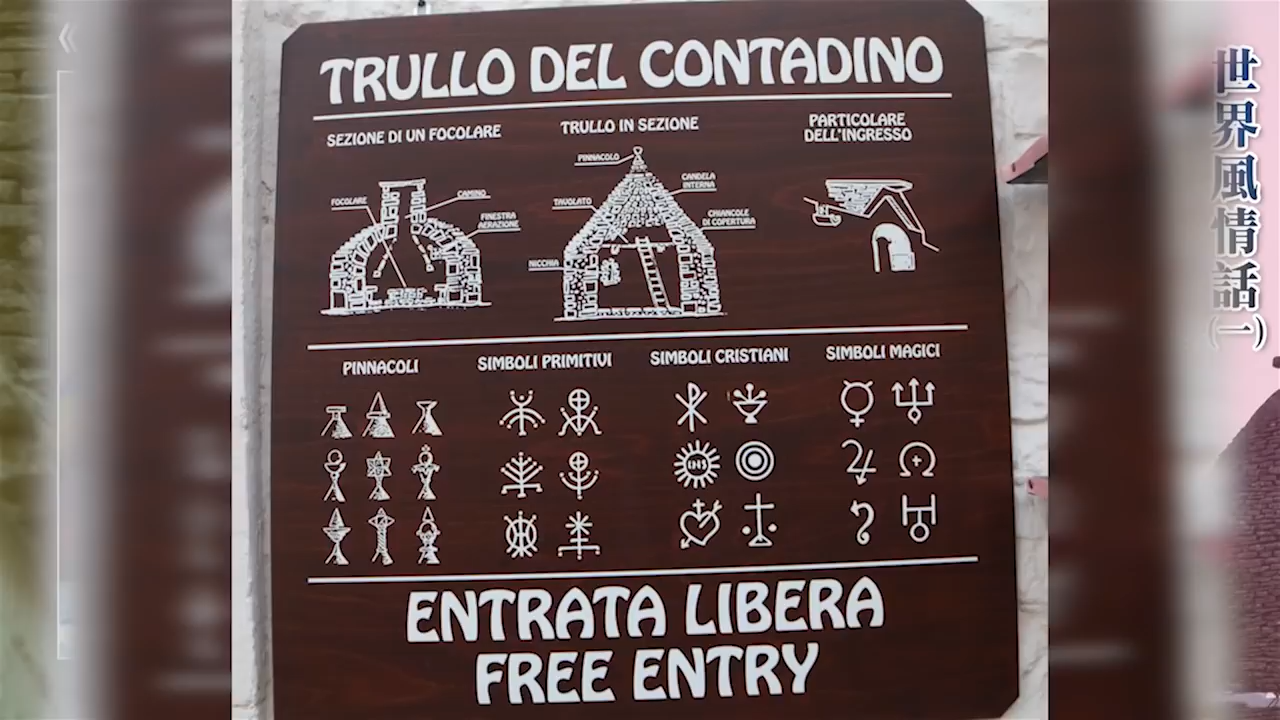 TRULLO DEL CONTADINO
SEZIONE DI UN FOCOLARE
TRULLO IN SEZIONE
PARTICOLARE
DELL'INGRESSO
FOCOLARE
CAMINO
FINESTRA
AERAZIONE
PINNACOLO
CANDELA
INTERNA
TAVOLATO
CHIANCOLE
DI COPERTURA
NICCHIA
PINNACOLI
SIMBOLI PRIMITIVI
SIMBOLI CRISTIANI
SIMBOLI MAGICI
INS
ENTRATA LIBERA
FREE ENTRY
世界風情話(一)